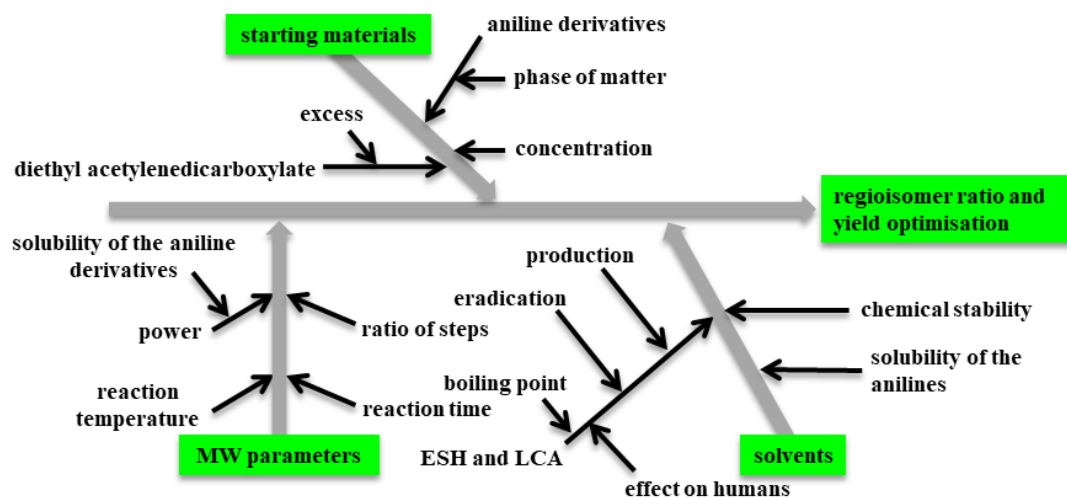 starting materials
aniline derivatives
phase of matter
excess
concentration
diethyl acetylenedicarboxylate
regioisomer ratio and
yield optimisation
solubility of the aniline
derivatives
power
ratio of steps
reaction
temperature
reaction time
MW parameters
production
eradication
boiling point
ESH and LCA
effect on humans
chemical stability
solubility of the
anilines
solvents